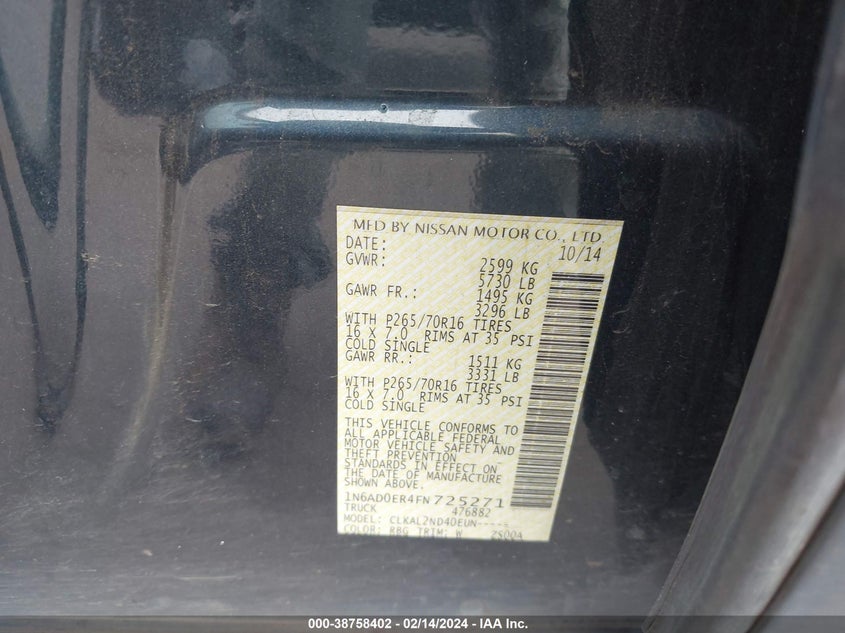 MFD BY NISSAN MOTOR CO., LTD.
DATE: 10/14
GVWR: 2599 KG
5730 LB
GAWR FR.: 1495 KG
3296 LB
WITH P265/70R16 TIRES
16 X 7.0 RIMS AT 35 PSI
COLD SINGLE
GAWR RR.: 1511 KG
3331 LB
WITH P265/70R16 TIRES
16 X 7.0 RIMS AT 35 PSI
COLD SINGLE
THIS VEHICLE CONFORMS TO
ALL APPLICABLE FEDERAL
MOTOR VEHICLE SAFETY AND
THEFT PREVENTION
STANDARDS IN EFFECT ON
THE DATE OF MANUFACTURE
SHOWN ABOVE.
1N6AD0ER4FN725271
TRUCK 476882
MODEL: CLKAL2ND40EUN-----
COLOR: RBG TRIM: W 2S00A
000-38758402 - 02/14/2024 - IAA Inc.